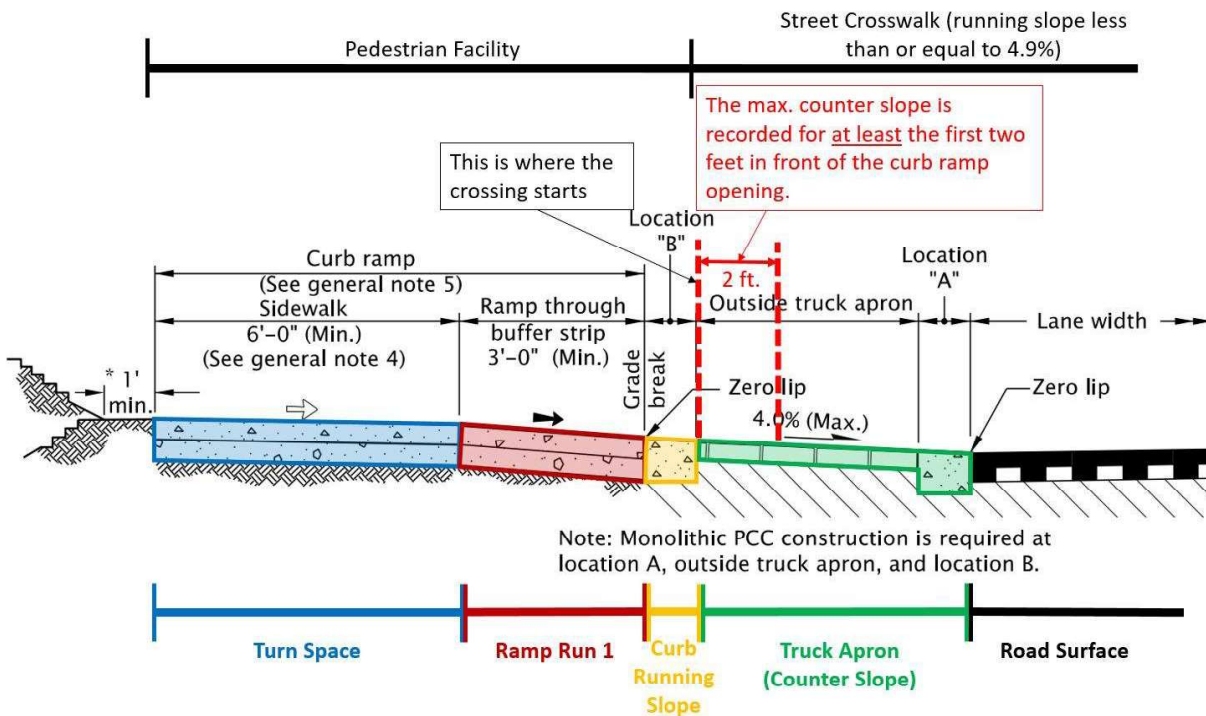 Street Crosswalk (running slope less
than or equal to 4.9%)
Pedestrian Facility
The max. counter slope is
recorded for at least the first two
feet in front of the curb ramp
opening.
This is where the
crossing starts
Location
"B"
Location
"A"
Curb ramp
(See general note 5)
2 ft.
Sidewalk
6'-0" (Min.)
(See general note 4)
Ramp through
buffer strip
3'-0" (Min.)
Outside truck apron
Lane width
* 1'
min.
Grade
break
Zero lip
Zero lip
4.0% (Max.)
Note: Monolithic PCC construction is required at
location A, outside truck apron, and location B.
Turn Space
Ramp Run 1
Curb
Running
Slope
Truck Apron
(Counter Slope)
Road Surface